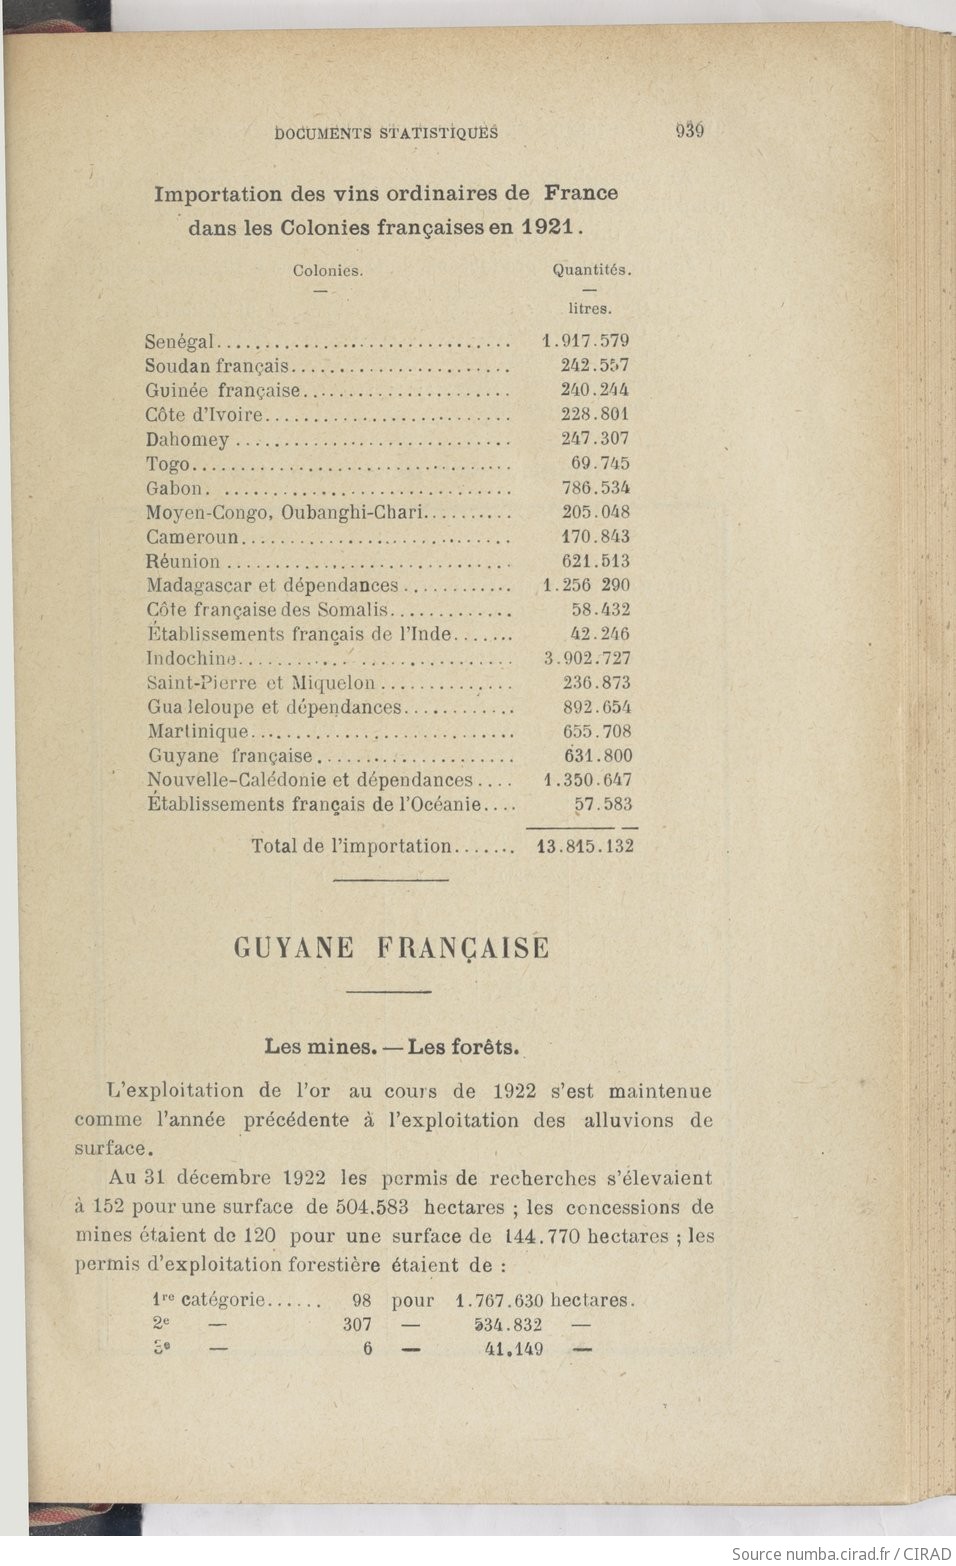 DOCUMENTS STATISTIQUES 939
Importation des vins ordinaires de France
dans les Colonies françaises en 1921.
Colonies. Quantités.
litres.
Senégal............................... 1.917.579
Soudan français....................... 242.557
Guinée française...................... 240.244
Côte d'Ivoire.......................... 228.801
Dahomey ............................. 247.307
Togo.................................. 69.745
Gabon. .............................. 786.534
Moyen-Congo, Oubanghi-Chari.......... 205.048
Cameroun............................. 170.843
Réunion .............................. 621.513
Madagascar et dépendances ............ 1.256 290
Côte française des Somalis............. 58.432
Établissements français de l'Inde....... 42.246
Indochine............................. 3.902.727
Saint-Pierre et Miquelon .............. 236.873
Gua leloupe et dépendances............ 892.654
Martinique............................ 655.708
Guyane française..................... 631.800
Nouvelle-Calédonie et dépendances .... 1.350.647
Établissements français de l'Océanie.... 57.583
Total de l'importation....... 13.815.132
GUYANE FRANÇAISE
Les mines. — Les forêts.
L'exploitation de l'or au cours de 1922 s'est maintenue
comme l'année précédente à l'exploitation des alluvions de
surface.
Au 31 décembre 1922 les permis de recherches s'élevaient
à 152 pour une surface de 504.583 hectares ; les concessions de
mines étaient de 120 pour une surface de 144.770 hectares ; les
permis d'exploitation forestière étaient de :
1re catégorie...... 98 pour 1.767.630 hectares.
2e — 307 — 534.832 —
3e — 6 — 41.149 —
Source numba.cirad.fr / CIRAD